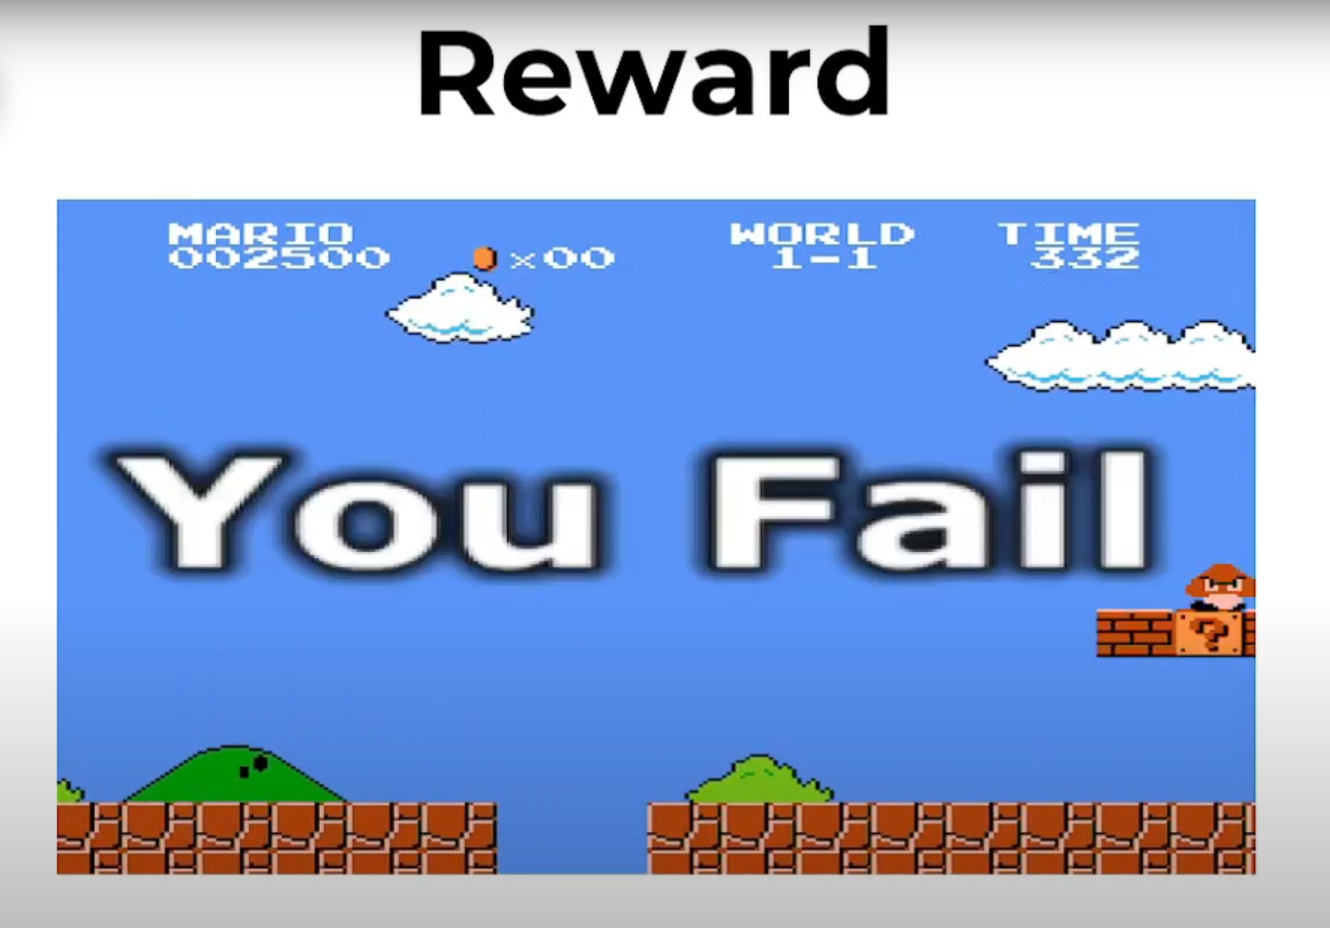 Reward
MARIO WORLD TIME
002500 ×00 1-1 332
You Fail
?